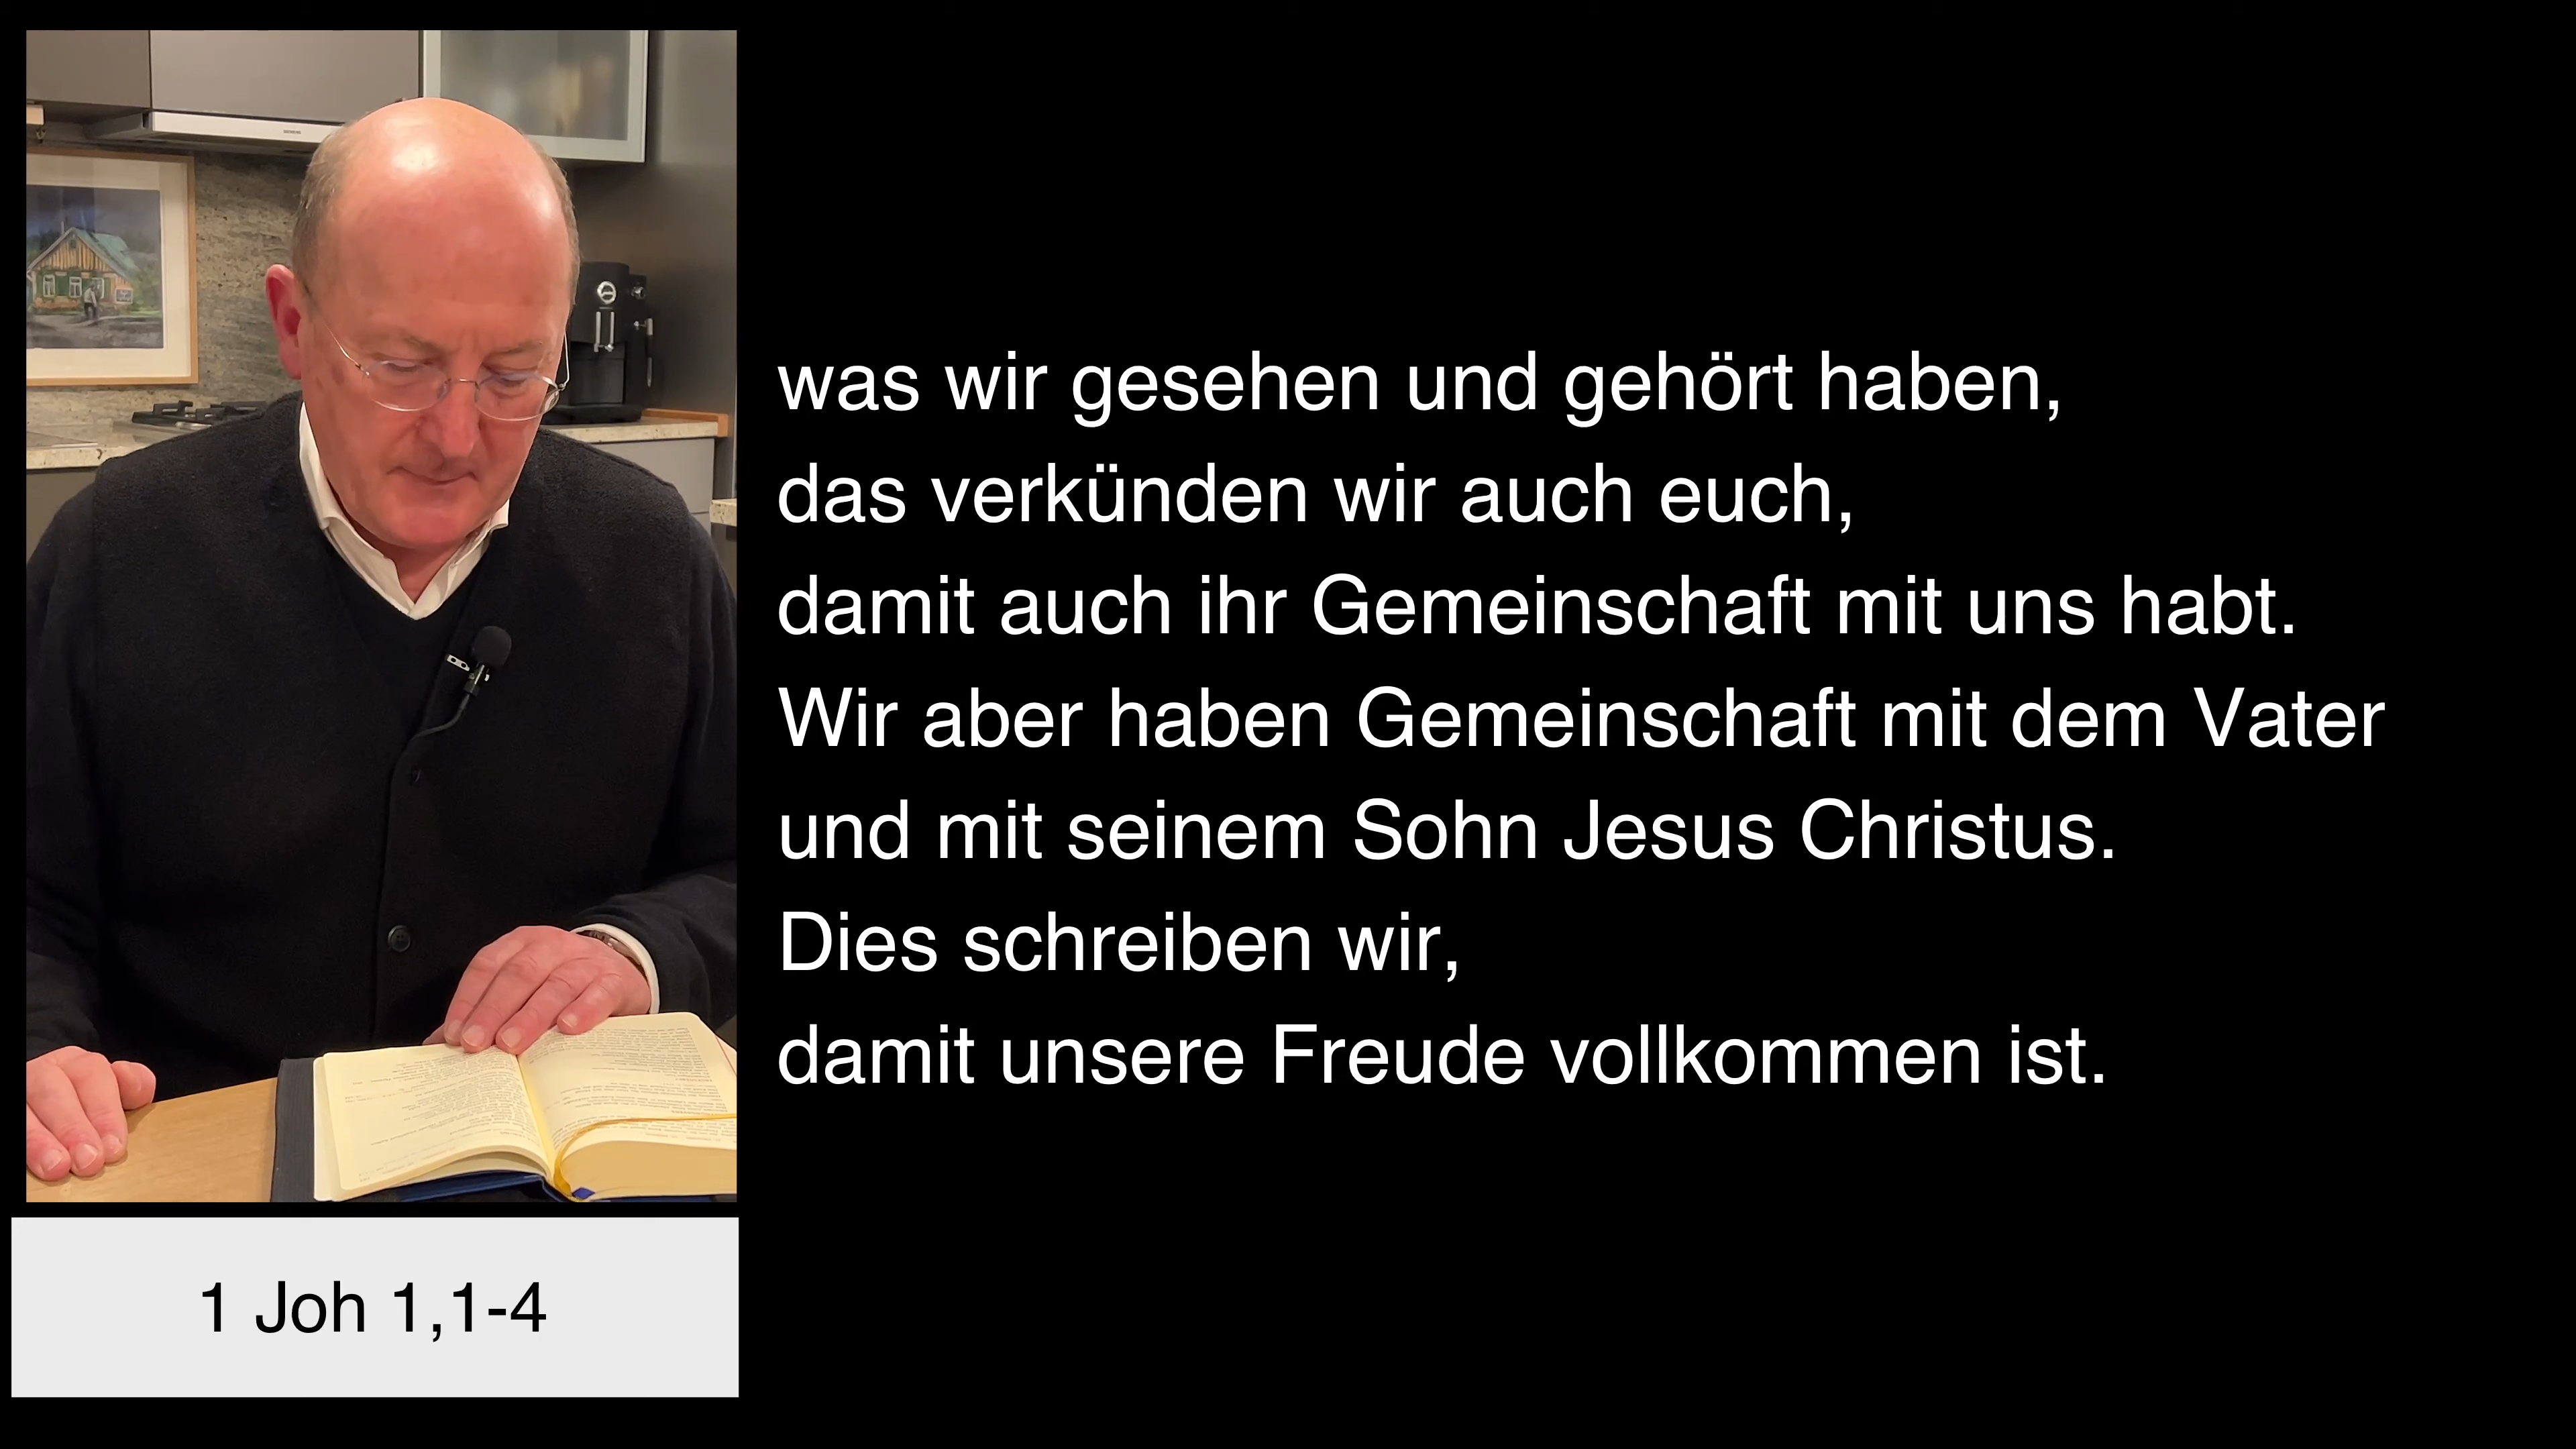 was wir gesehen und gehört haben,
das verkünden wir auch euch,
damit auch ihr Gemeinschaft mit uns habt.
Wir aber haben Gemeinschaft mit dem Vater
und mit seinem Sohn Jesus Christus.
Dies schreiben wir,
damit unsere Freude vollkommen ist.
1 Joh 1,1-4